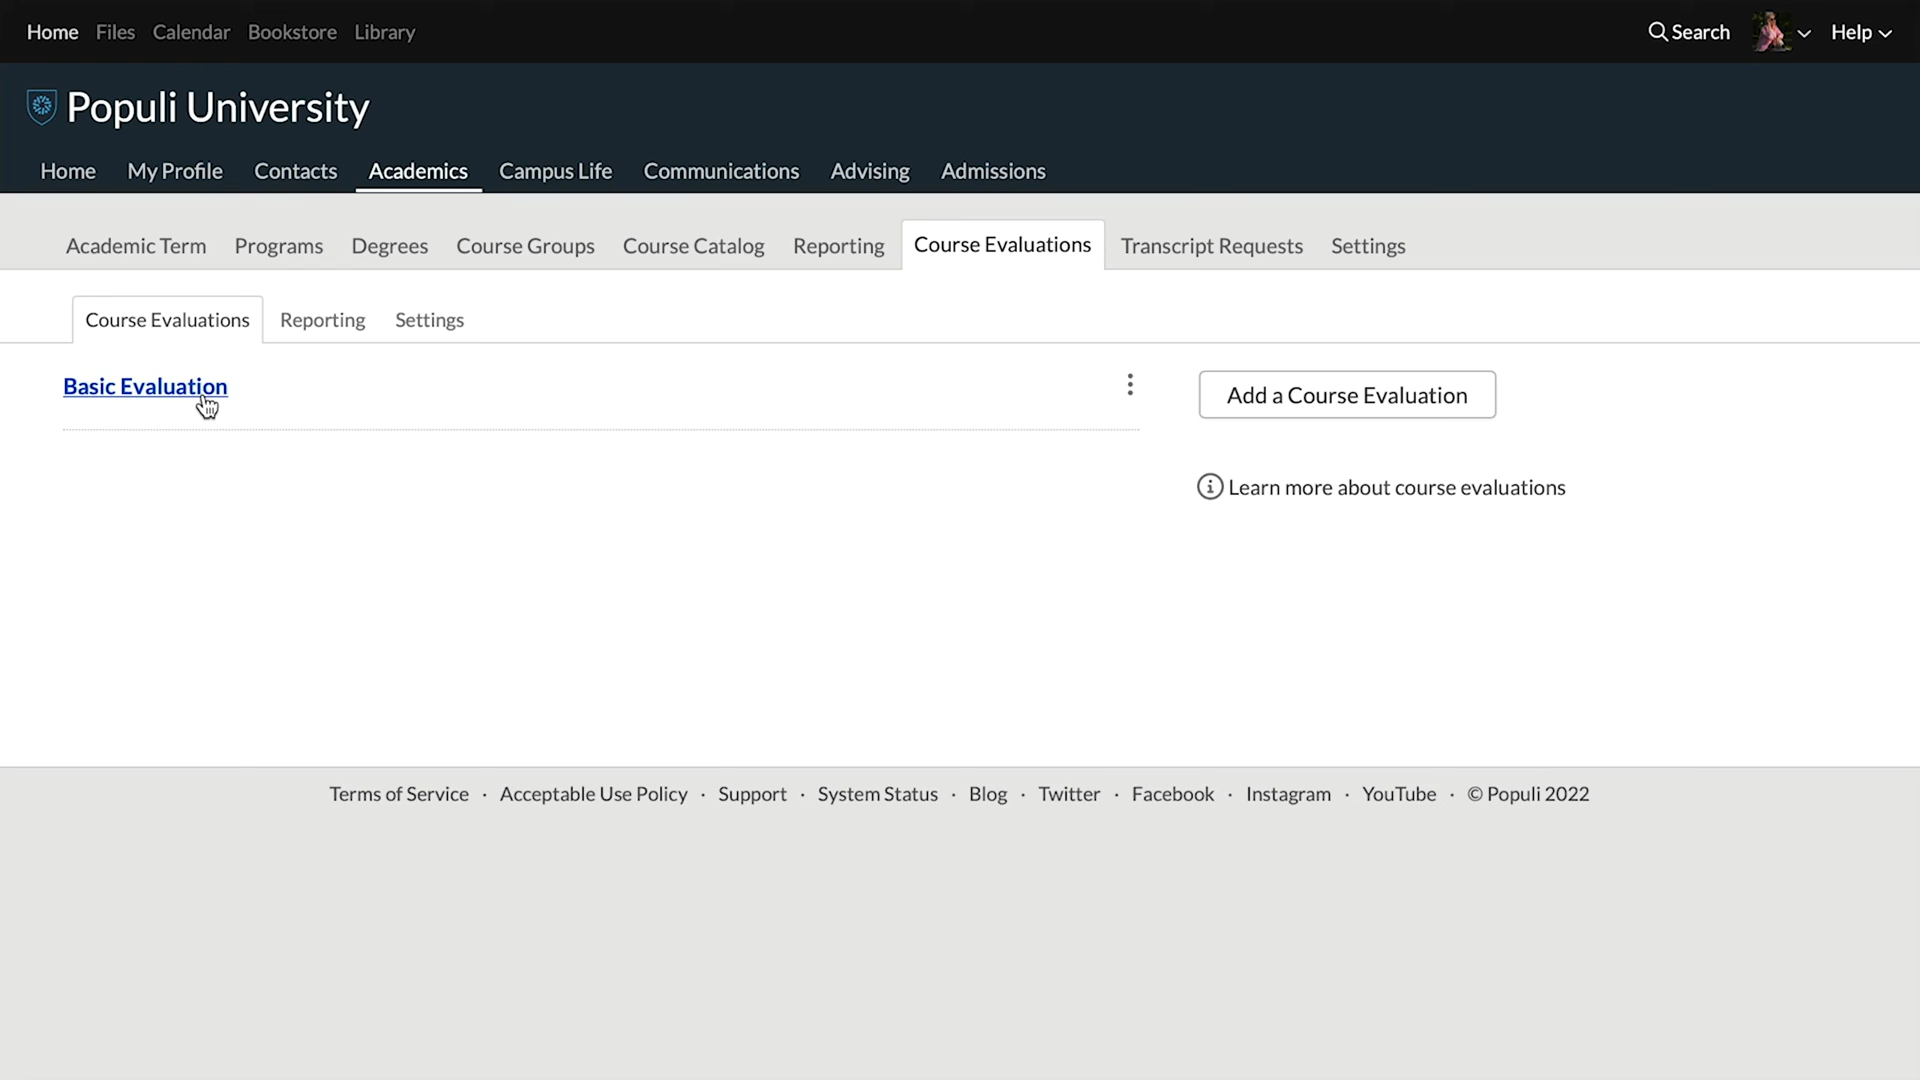 Home Files Calendar Bookstore Library Search Help
Populi University
Home My Profile Contacts Academics Campus Life Communications Advising Admissions
Academic Term Programs Degrees Course Groups Course Catalog Reporting Course Evaluations Transcript Requests Settings
Course Evaluations Reporting Settings
Basic Evaluation
Add a Course Evaluation
Learn more about course evaluations
Terms of Service · Acceptable Use Policy · Support · System Status · Blog · Twitter · Facebook · Instagram · YouTube · © Populi 2022